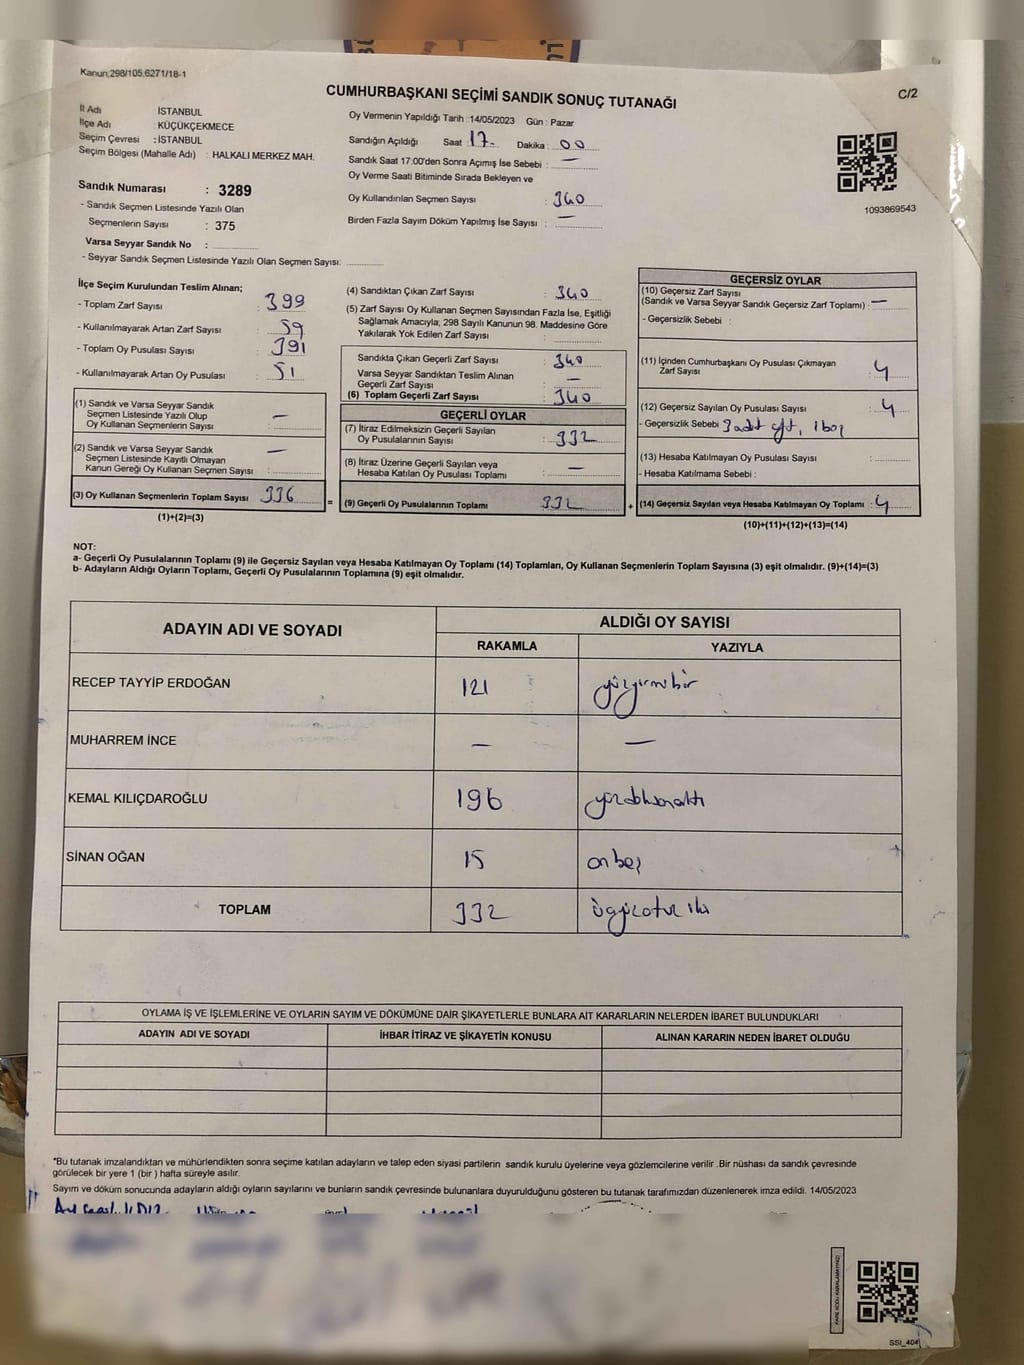 Kanun:298/105,6271/18-1
CUMHURBAŞKANI SEÇİMİ SANDIK SONUÇ TUTANAĞI
C/2
İl Adı İSTANBUL
İlçe Adı : KÜÇÜKÇEKMECE
Seçim Çevresi : İSTANBUL
Seçim Bölgesi (Mahalle Adı) : HALKALI MERKEZ MAH.
Sandık Numarası : 3289
- Sandık Seçmen Listesinde Yazılı Olan
Seçmenlerin Sayısı : 375
Varsa Seyyar Sandık No :
- Seyyar Sandık Seçmen Listesinde Yazılı Olan Seçmen Sayısı:
Oy Vermenin Yapıldığı Tarih :14/05/2023 Gün : Pazar
Sandığın Açıldığı Saat :17- Dakika : 00
Sandık Saat 17:00'den Sonra Açımış İse Sebebi : —
Oy Verme Saati Bitiminde Sırada Bekleyen ve
Oy Kullandırılan Seçmen Sayısı : 340
Birden Fazla Sayım Döküm Yapılmış İse Sayısı : —
1093869543
İlçe Seçim Kurulundan Teslim Alınan;
- Toplam Zarf Sayısı : 399
- Kullanılmayarak Artan Zarf Sayısı : 59
- Toplam Oy Pusulası Sayısı : 391
- Kullanılmayarak Artan Oy Pusulası : 51
(1) Sandık ve Varsa Seyyar Sandık
Seçmen Listesinde Yazılı Olup
Oy Kullanan Seçmenlerin Sayısı : —
(2) Sandık ve Varsa Seyyar Sandık
Seçmen Listesinde Kayıtlı Olmayan
Kanun Gereği Oy Kullanan Seçmen Sayısı : —
(3) Oy Kullanan Seçmenlerin Toplam Sayısı 336 =
(1)+(2)=(3)
(4) Sandıktan Çıkan Zarf Sayısı : 340
(5) Zarf Sayısı Oy Kullanan Seçmen Sayısından Fazla İse, Eşitliği
Sağlamak Amacıyla; 298 Sayılı Kanunun 98. Maddesine Göre
Yakılarak Yok Edilen Zarf Sayısı :
Sandıkta Çıkan Geçerli Zarf Sayısı : 340
Varsa Seyyar Sandıktan Teslim Alınan
Geçerli Zarf Sayısı : —
(6) Toplam Geçerli Zarf Sayısı : 340
GEÇERLİ OYLAR
(7) İtiraz Edilmeksizin Geçerli Sayılan
Oy Pusulalarının Sayısı : 332
(8) İtiraz Üzerine Geçerli Sayılan veya
Hesaba Katılan Oy Pusulası Toplamı : —
(9) Geçerli Oy Pusulalarının Toplamı 332 +
GEÇERSİZ OYLAR
(10) Geçersiz Zarf Sayısı
(Sandık ve Varsa Seyyar Sandık Geçersiz Zarf Toplamı) : —
- Geçersizlik Sebebi :
(11) İçinden Cumhurbaşkanı Oy Pusulası Çıkmayan
Zarf Sayısı : 4
(12) Geçersiz Sayılan Oy Pusulası Sayısı : 4
- Geçersizlik Sebebi 3 adet çift, 1 boş
(13) Hesaba Katılmayan Oy Pusulası Sayısı :
- Hesaba Katılmama Sebebi :
(14) Geçersiz Sayılan veya Hesaba Katılmayan Oy Toplamı : 4
(10)+(11)+(12)+(13)=(14)
NOT:
a- Geçerli Oy Pusulalarının Toplamı (9) ile Geçersiz Sayılan veya Hesaba Katılmayan Oy Toplamı (14) Toplamları, Oy Kullanan Seçmenlerin Toplam Sayısına (3) eşit olmalıdır. (9)+(14)=(3)
b- Adayların Aldığı Oyların Toplamı, Geçerli Oy Pusulalarının Toplamına (9) eşit olmalıdır.
ADAYIN ADI VE SOYADI ALDIĞI OY SAYISI
RAKAMLA YAZIYLA
RECEP TAYYİP ERDOĞAN 121 yüzyirmibir
MUHARREM İNCE — —
KEMAL KILIÇDAROĞLU 196 yüzdoksanaltı
SİNAN OĞAN 15 onbeş
TOPLAM 332 üçyüzotuz iki
OYLAMA İŞ VE İŞLEMLERİNE VE OYLARIN SAYIM VE DÖKÜMÜNE DAİR ŞİKAYETLERLE BUNLARA AİT KARARLARIN NELERDEN İBARET BULUNDUKLARI
ADAYIN ADI VE SOYADI İHBAR İTİRAZ VE ŞİKAYETİN KONUSU ALINAN KARARIN NEDEN İBARET OLDUĞU
*Bu tutanak imzalandıktan ve mühürlendikten sonra seçime katılan adayların ve talep eden siyasi partilerin sandık kurulu üyelerine veya gözlemcilerine verilir .Bir nüshası da sandık çevresinde
görülecek bir yere 1 (bir ) hafta süreyle asılır.
Sayım ve döküm sonucunda adayların aldığı oyların sayılarını ve bunların sandık çevresinde bulunanlara duyurulduğunu gösteren bu tutanak tarafımızdan düzenlenerek imza edildi. 14/05/2023
SSI_404